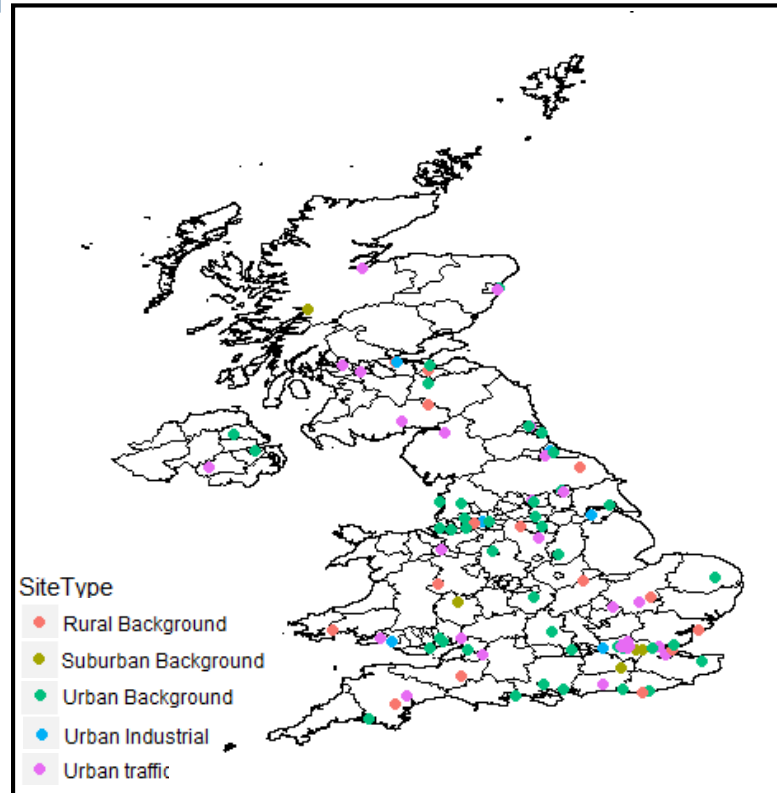 SiteType
Rural Background
Suburban Background
Urban Background
Urban Industrial
Urban traffic